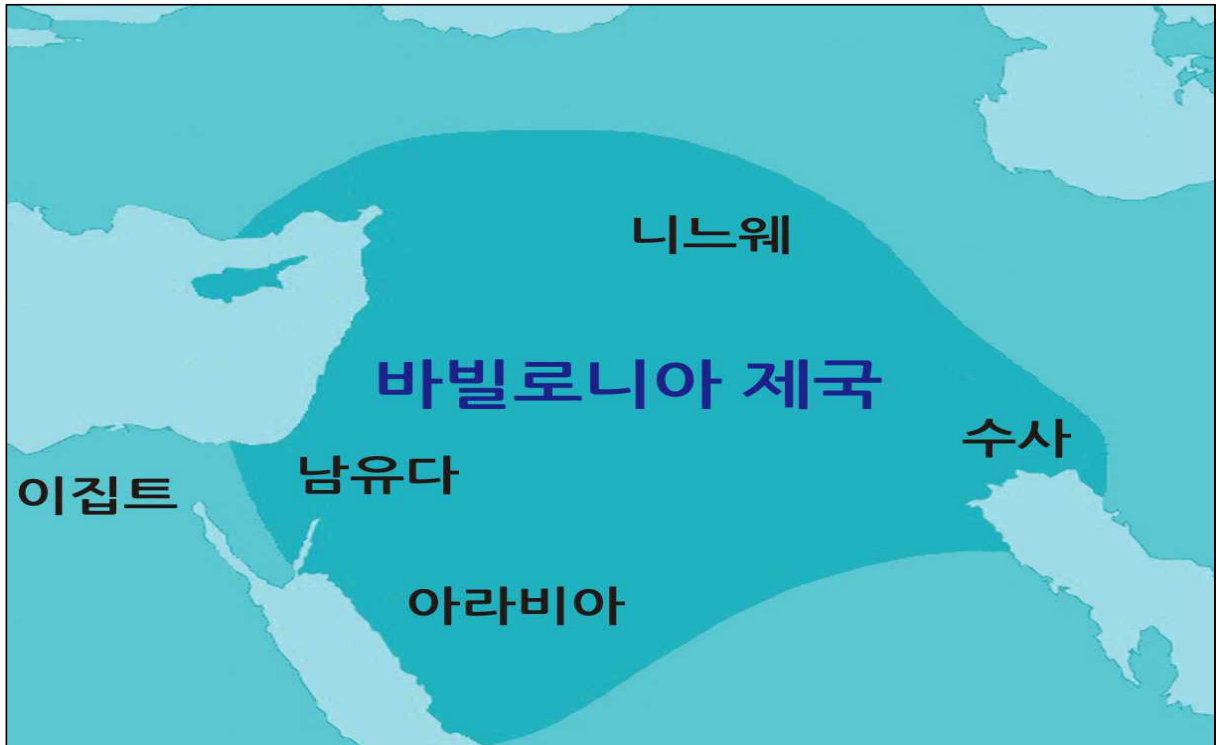 니느웨
바빌로니아 제국
수사
남유다
이집트
아라비아